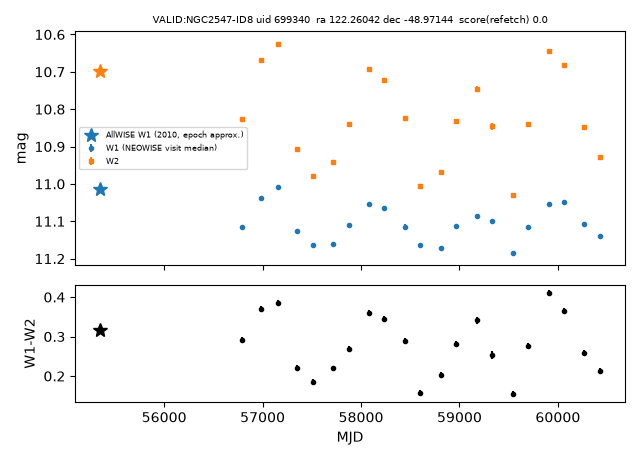 VALID:NGC2547-ID8 uid 699340  ra 122.26042 dec -48.97144  score(refetch) 0.0
10.6
10.7
10.8
10.9
11.0
11.1
11.2
mag
AllWISE W1 (2010, epoch approx.)
W1 (NEOWISE visit median)
W2
0.4
0.3
0.2
W1-W2
56000
57000
58000
59000
60000
MJD